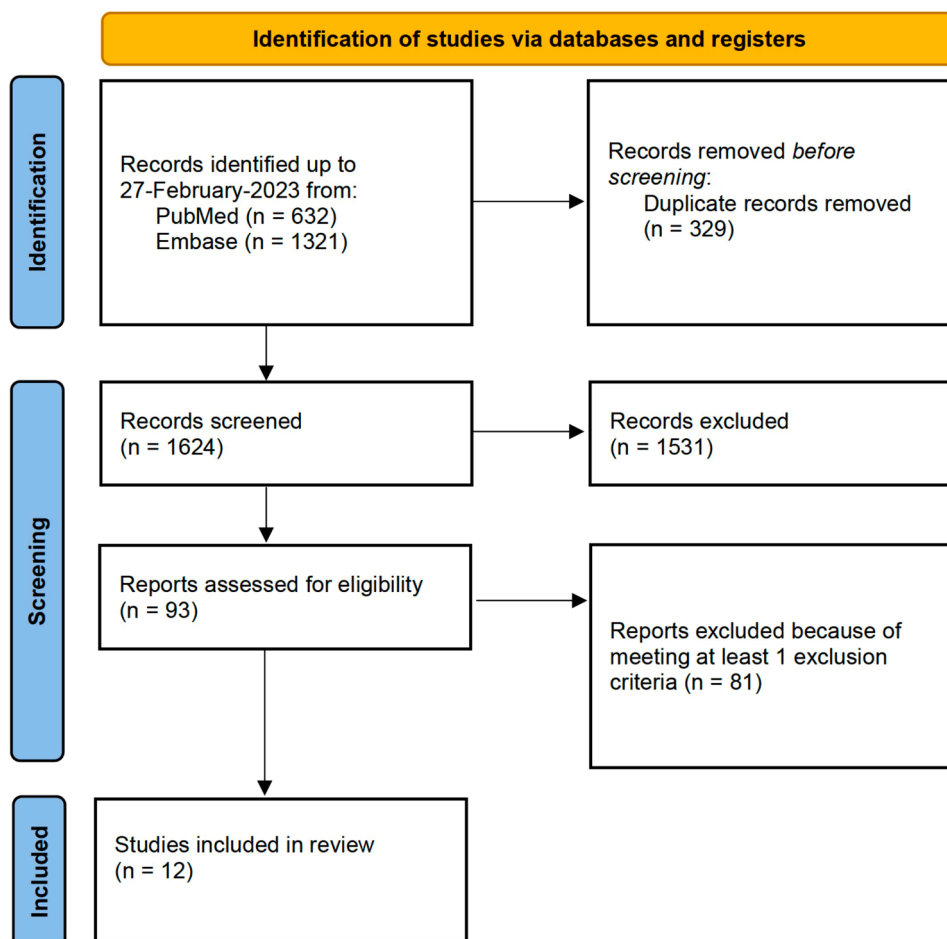 Identification of studies via databases and registers
Identification
Records identified up to
27-February-2023 from:
PubMed (n = 632)
Embase (n = 1321)
Records removed before
screening:
Duplicate records removed
(n = 329)
Screening
Records screened
(n = 1624)
Records excluded
(n = 1531)
Reports assessed for eligibility
(n = 93)
Reports excluded because of
meeting at least 1 exclusion
criteria (n = 81)
Included
Studies included in review
(n = 12)